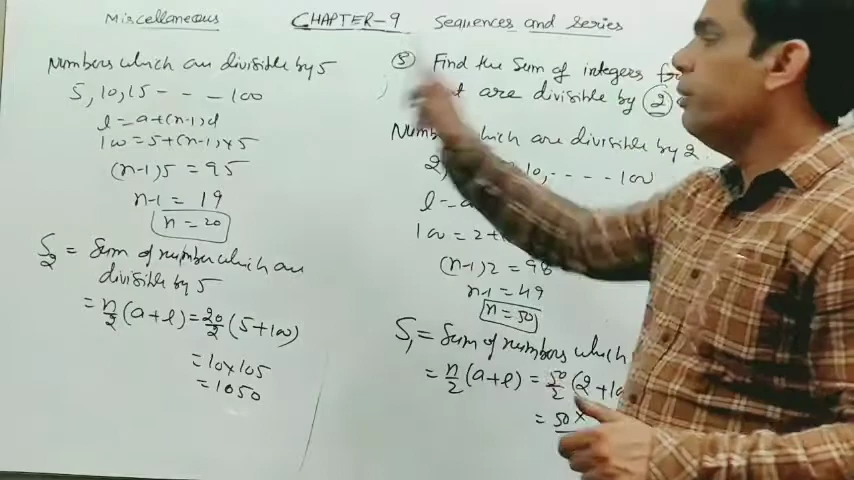 Miscellaneous CHAPTER-9 Sequences and Series
Numbers which are divisible by 5
5, 10, 15 - - - 100
l = a+(n-1)d
100 = 5+(n-1)×5
(n-1)5 = 95
n-1 = 19
n = 20
S2 = Sum of number which are
divisible by 5
= n/2 (a+l) = 20/2 (5+100)
= 10×105
= 1050
(5) Find the Sum of integers
are divisible by 2
which are divisible by 2
2, 10, - - - - 100
l = a
100 = 2+
(n-1)2 = 98
n-1 = 49
n = 50
S1 = Sum of numbers which
= n/2 (a+l) = 50/2 (2+10
= 50×